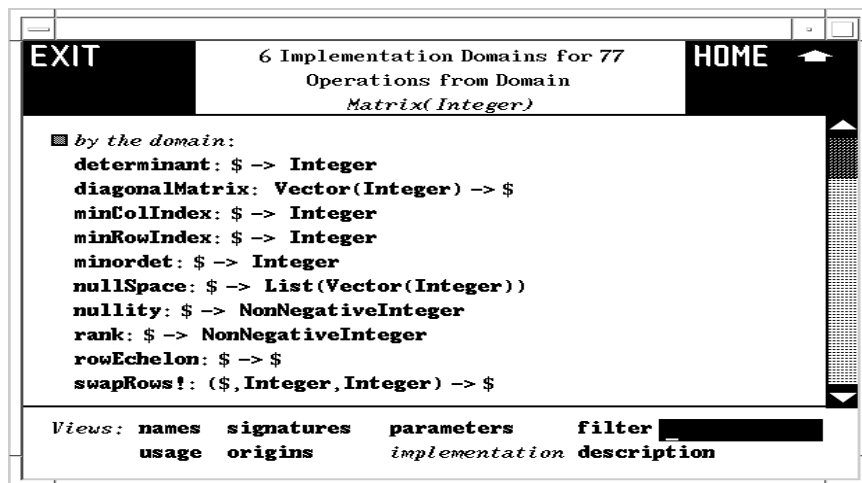 EXIT
6 Implementation Domains for 77
Operations from Domain
Matrix(Integer)
HOME
by the domain:
determinant: $ -> Integer
diagonalMatrix: Vector(Integer) -> $
minColIndex: $ -> Integer
minRowIndex: $ -> Integer
minordet: $ -> Integer
nullSpace: $ -> List(Vector(Integer))
nullity: $ -> NonNegativeInteger
rank: $ -> NonNegativeInteger
rowEchelon: $ -> $
swapRows!: ($,Integer,Integer) -> $
Views: names signatures parameters filter
usage origins implementation description